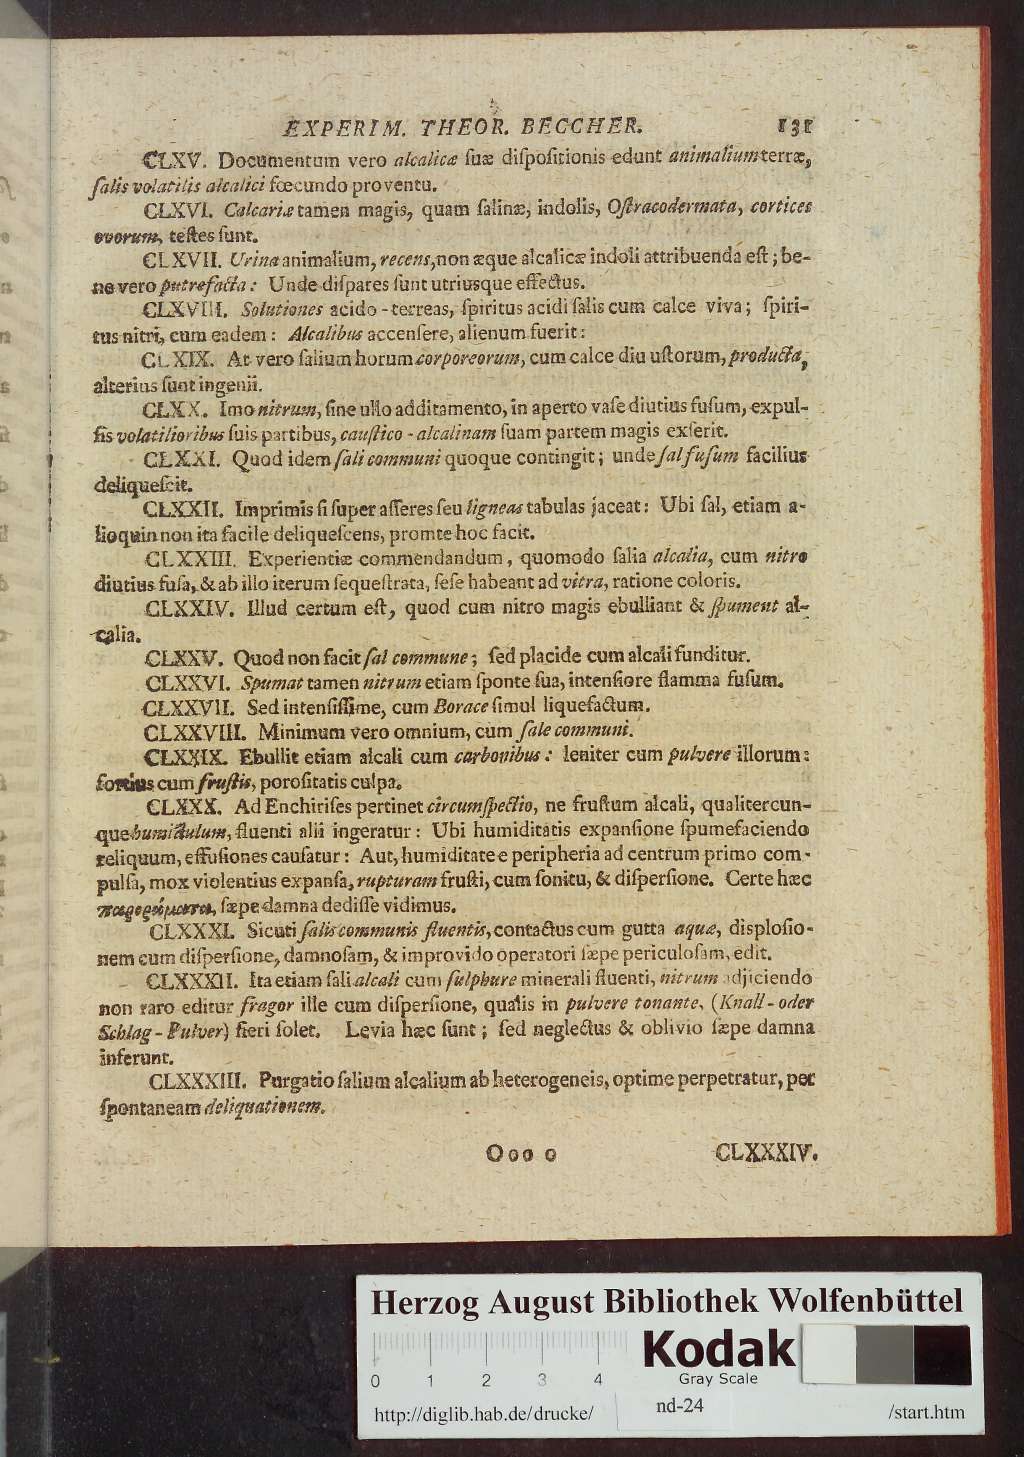 EXPERIM. THEOR. BECCHER. 131
CLXV. Documentum vero alcalicæ ſuæ diſpoſitionis edunt animalium terræ,
ſalis volatilis alcalici fœcundo proventu.
CLXVI. Calcariæ tamen magis, quam ſalinæ, indolis, Oſtracodermata, cortices
ovorum, teſtes ſunt.
CLXVII. Urina animalium, recens, non æque alcalicæ indoli attribuenda eſt; be-
ne vero putrefacta: Unde diſpares ſunt utriusque effectus.
CLXVIII. Solutiones acido-terreas, ſpiritus acidi ſalis cum calce viva; ſpiri-
tus nitri, cum eadem: Alcalibus accenſere, alienum fuerit:
CLXIX. At vero ſalium horum corporeorum, cum calce diu uſtorum, producta,
alterius ſunt ingenii.
CLXX. Imo nitrum, ſine ullo additamento, in aperto vaſe diutius fuſum, expul-
ſis volatilioribus ſuis partibus, cauſtico-alcalinam ſuam partem magis exſerit.
CLXXI. Quod idem ſali communi quoque contingit; unde ſal fuſum facilius
deliqueſcit.
CLXXII. Imprimis ſi ſuper aſſeres ſeu ligneas tabulas jaceat: Ubi ſal, etiam a-
lioquin non ita facile deliqueſcens, promte hoc facit.
CLXXIII. Experientiæ commendandum, quomodo ſalia alcalia, cum nitro
diutius fuſa, & ab illo iterum ſequeſtrata, ſeſe habeant ad vitra, ratione coloris.
CLXXIV. Illud certum eſt, quod cum nitro magis ebulliant & ſpument al-
calia.
CLXXV. Quod non facit ſal commune; ſed placide cum alcali funditur.
CLXXVI. Spumat tamen nitrum etiam ſponte ſua, intenſiore flamma fuſum.
CLXXVII. Sed intenſiſſime, cum Borace ſimul liquefactum.
CLXXVIII. Minimum vero omnium, cum ſale communi.
CLXXIX. Ebullit etiam alcali cum carbonibus: leniter cum pulvere illorum:
fortius cum fruſtis, poroſitatis culpa.
CLXXX. Ad Enchiriſes pertinet circumſpectio, ne fruſtum alcali, qualitercun-
que humidulum, fluenti alii ingeratur: Ubi humiditatis expanſione ſpumefaciendo
reliquum, effuſiones cauſatur: Aut, humiditate e peripheria ad centrum primo com-
pulſa, mox violentius expanſa, rupturam fruſti, cum ſonitu, & diſperſione. Certe hæc
παρορώματα, ſæpe damna dediſſe vidimus.
CLXXXI. Sicuti ſalis communis fluentis, contactus cum gutta aquæ, disploſio-
nem cum diſperſione, damnoſam, & improvido operatori ſæpe periculoſam, edit.
CLXXXII. Ita etiam ſali alcali cum ſulphure minerali fluenti, nitrum adjiciendo
non raro editur fragor ille cum diſperſione, qualis in pulvere tonante, (Knall- oder
Schlag-Pulver) fieri ſolet. Levia hæc ſunt; ſed neglectus & oblivio ſæpe damna
inferunt.
CLXXXIII. Purgatio ſalium alcalium ab heterogeneis, optime perpetratur, per
ſpontaneam deliquationem.
Oooo CLXXXIV.
Herzog August Bibliothek Wolfenbüttel
Kodak
Gray Scale
0 1 2 3 4
http://diglib.hab.de/drucke/ nd-24 /start.htm